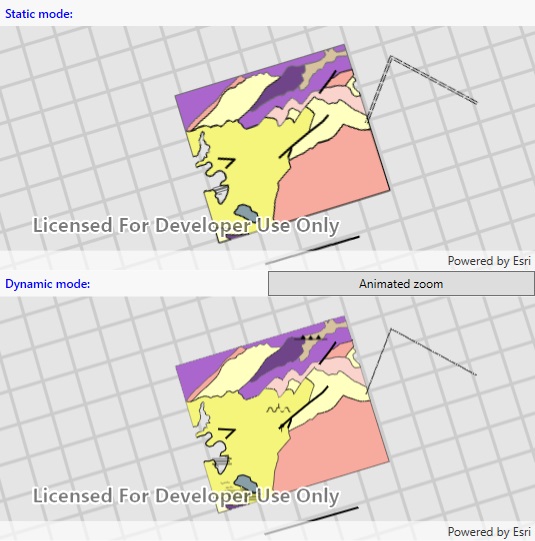 Static mode:
Licensed For Developer Use Only
Powered by Esri
Dynamic mode:
Animated zoom
Licensed For Developer Use Only
Powered by Esri